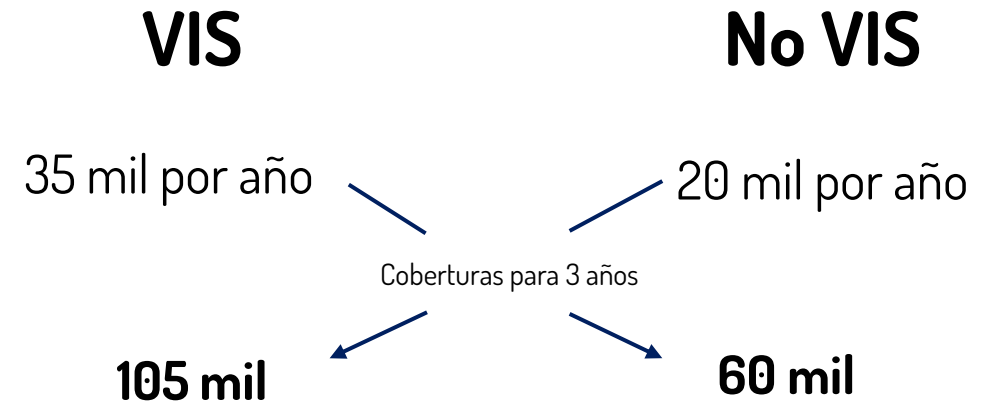 VIS
No VIS
35 mil por año
20 mil por año
Coberturas para 3 años
105 mil
60 mil